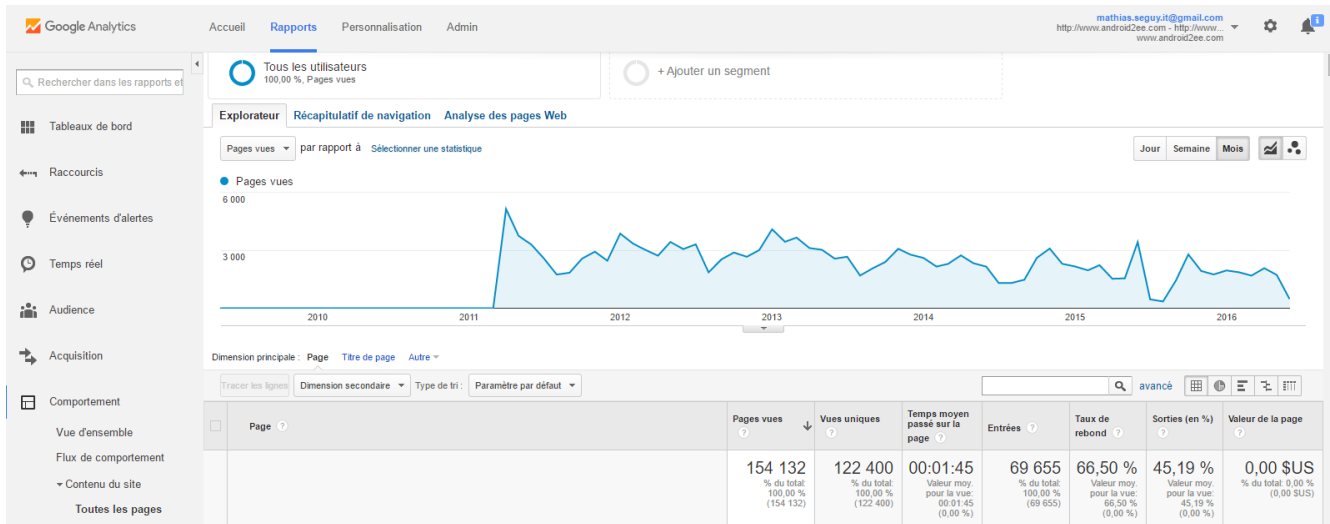 Google Analytics
Accueil Rapports Personnalisation Admin
mathias.seguy.it@gmail.com
http://www.android2ee.com - http://www...
www.android2ee.com
i
Rechercher dans les rapports et
Tableaux de bord
Raccourcis
Événements d'alertes
Temps réel
Audience
Acquisition
Comportement
Vue d'ensemble
Flux de comportement
Contenu du site
Toutes les pages
Tous les utilisateurs
100,00 %, Pages vues
+ Ajouter un segment
Explorateur Récapitulatif de navigation Analyse des pages Web
Pages vues par rapport à Sélectionner une statistique
Jour Semaine Mois
Pages vues
6 000
3 000
2010 2011 2012 2013 2014 2015 2016
Dimension principale : Page Titre de page Autre
Tracer les lignes Dimension secondaire Type de tri : Paramètre par défaut avancé
Page ?
Pages vues ?
Vues uniques ?
Temps moyen passé sur la page ?
Entrées ?
Taux de rebond ?
Sorties (en %) ?
Valeur de la page ?
154 132
% du total:
100,00 %
(154 132)
122 400
% du total:
100,00 %
(122 400)
00:01:45
Valeur moy.
pour la vue:
00:01:45
(0,00 %)
69 655
% du total:
100,00 %
(69 655)
66,50 %
Valeur moy.
pour la vue:
66,50 %
(0,00 %)
45,19 %
Valeur moy.
pour la vue:
45,19 %
(0,00 %)
0,00 $US
% du total: 0,00 %
(0,00 $US)